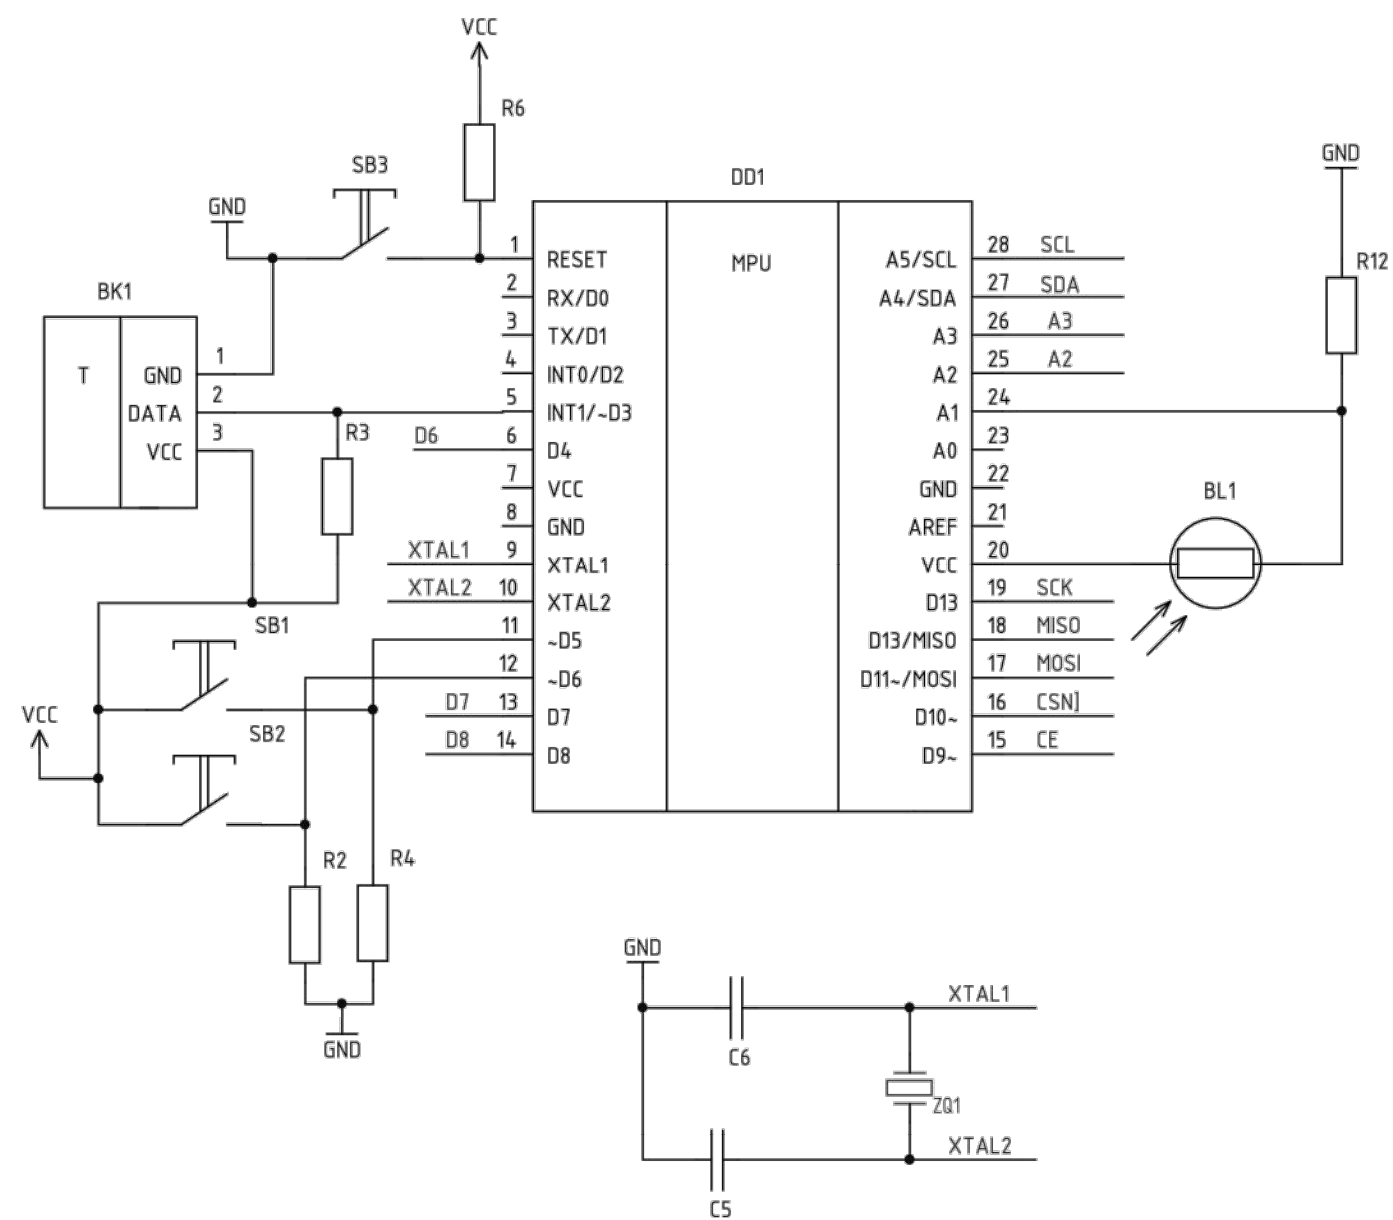 VCC
R6
SB3
DD1
GND
GND
1 RESET
MPU
A5/SCL 28 SCL
R12
BK1
2 RX/D0
A4/SDA 27 SDA
3 TX/D1
A3 26 A3
T
GND 1
4 INT0/D2
A2 25 A2
DATA 2
5 INT1/~D3
A1 24
VCC 3
R3
D6 6 D4
A0 23
7 VCC
GND 22
BL1
8 GND
AREF 21
XTAL1 9 XTAL1
VCC 20
XTAL2 10 XTAL2
D13 19 SCK
SB1
11 ~D5
D13/MISO 18 MISO
12 ~D6
D11~/MOSI 17 MOSI
VCC
SB2
D7 13 D7
D10~ 16 CSN]
D8 14 D8
D9~ 15 CE
R2
R4
GND
GND
XTAL1
C6
ZQ1
XTAL2
C5